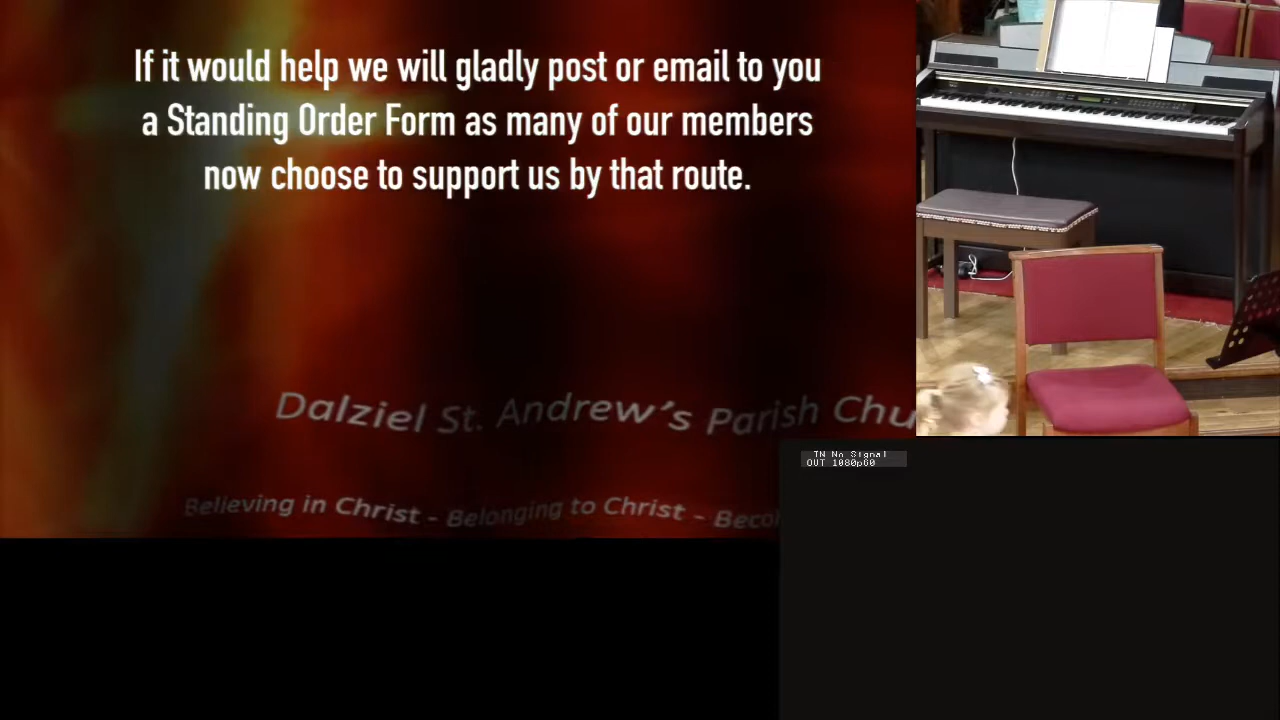 If it would help we will gladly post or email to you
a Standing Order Form as many of our members
now choose to support us by that route.
Dalziel St. Andrew's Parish Chu
Believing in Christ - Belonging to Christ - Beco
IN No Signal
OUT 1080p60